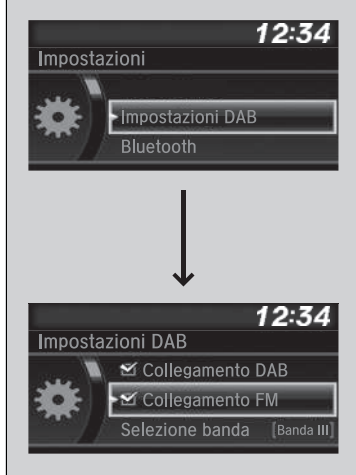 12:34
Impostazioni
Impostazioni DAB
Bluetooth
12:34
Impostazioni DAB
Collegamento DAB
Collegamento FM
Selezione banda [Banda III]